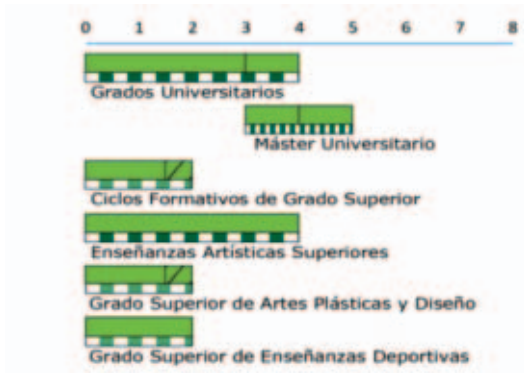 0 1 2 3 4 5 6 7 8
Grados Universitarios
Máster Universitario
Ciclos Formativos de Grado Superior
Enseñanzas Artísticas Superiores
Grado Superior de Artes Plásticas y Diseño
Grado Superior de Enseñanzas Deportivas